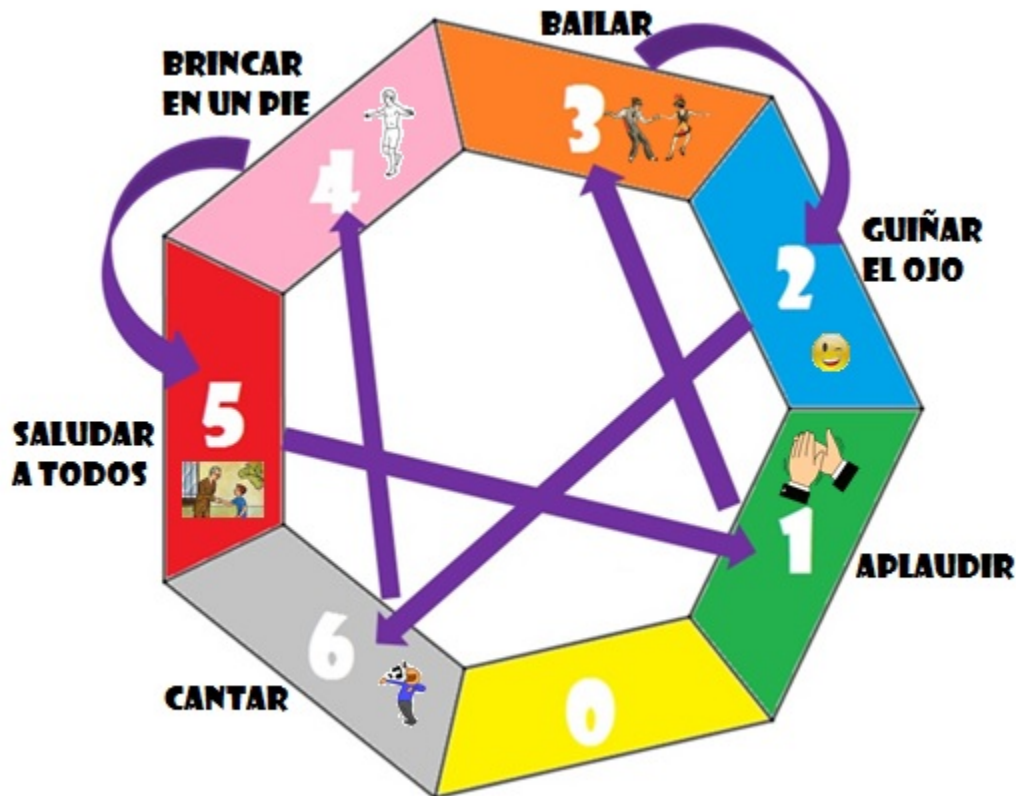 BAILAR
BRINCAR
EN UN PIE
3
4
GUIÑAR
EL OJO
2
5
SALUDAR
A TODOS
1
APLAUDIR
6
CANTAR
0